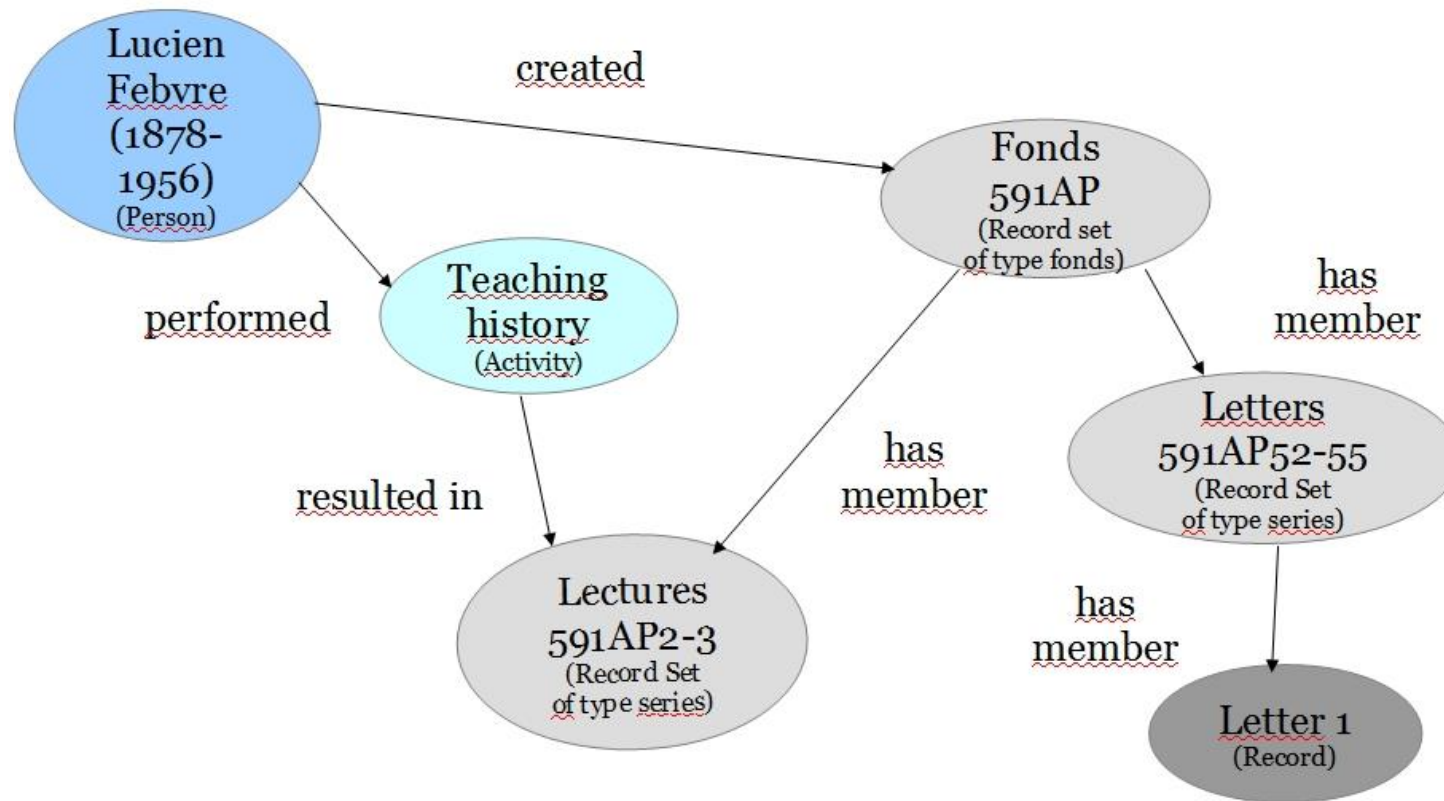 Lucien
Febvre
(1878-
1956)
(Person)
created
Fonds
591AP
(Record set
of type fonds)
performed
Teaching
history
(Activity)
has
member
resulted in
has
member
Letters
591AP52-55
(Record Set
of type series)
Lectures
591AP2-3
(Record Set
of type series)
has
member
Letter 1
(Record)